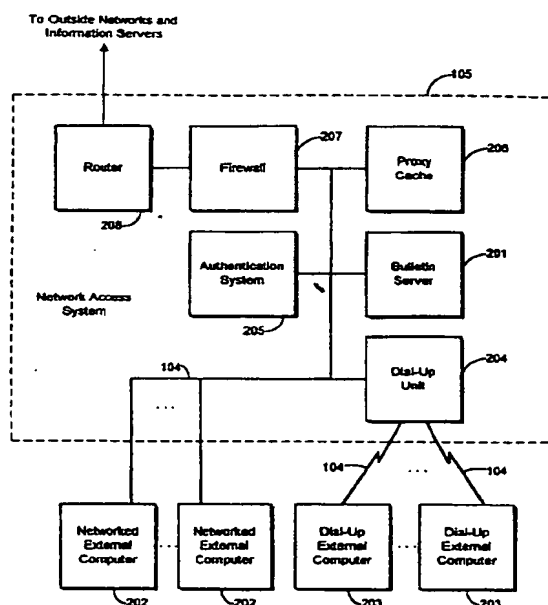 To Outside Networks and
Information Servers
105
207
206
Router
Firewall
Proxy
Cache
208
291
Authentication
System
Bulletin
Server
Network Access
System
205
204
104
Dial-Up
Unit
...
104
...
104
Networked
External
Computer
...
Networked
External
Computer
Dial-Up
External
Computer
...
Dial-Up
External
Computer
202
202
203
203